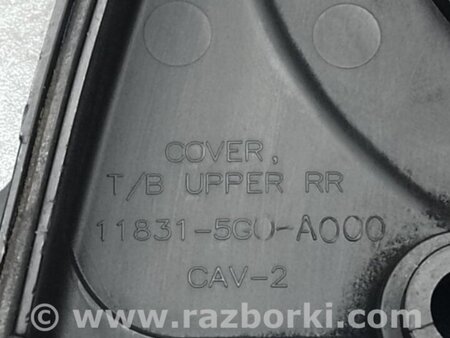 COVER,
T/B UPPER RR
11831-5G0-A000
CAV-2
www.razborki.com